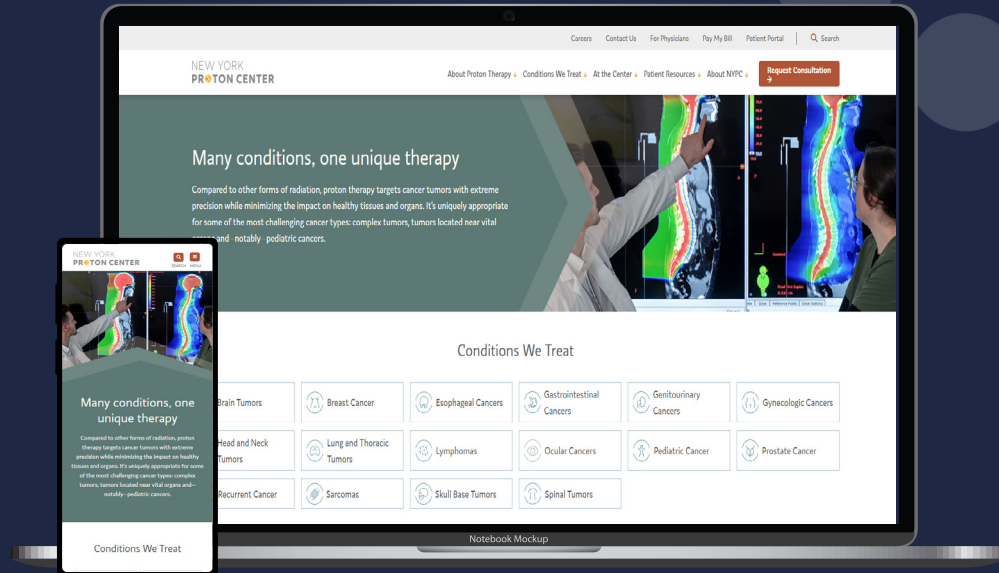 Careers Contact Us For Physicians Pay My Bill Patient Portal Search
NEW YORK
PROTON CENTER
About Proton Therapy Conditions We Treat At the Center Patient Resources About NYPC
Request Consultation
Many conditions, one unique therapy
Compared to other forms of radiation, proton therapy targets cancer tumors with extreme
precision while minimizing the impact on healthy tissues and organs. It's uniquely appropriate
for some of the most challenging cancer types: complex tumors, tumors located near vital
organs and–notably–pediatric cancers.
Conditions We Treat
Brain Tumors
Breast Cancer
Esophageal Cancers
Gastrointestinal
Cancers
Genitourinary
Cancers
Gynecologic Cancers
Head and Neck
Tumors
Lung and Thoracic
Tumors
Lymphomas
Ocular Cancers
Pediatric Cancer
Prostate Cancer
Recurrent Cancer
Sarcomas
Skull Base Tumors
Spinal Tumors
NEW YORK
PROTON CENTER
SEARCH MENU
Many conditions, one
unique therapy
Compared to other forms of radiation, proton
therapy targets cancer tumors with extreme
precision while minimizing the impact on healthy
tissues and organs. It's uniquely appropriate for some
of the most challenging cancer types: complex
tumors, tumors located near vital organs and—
notably—pediatric cancers.
Conditions We Treat
Notebook Mockup